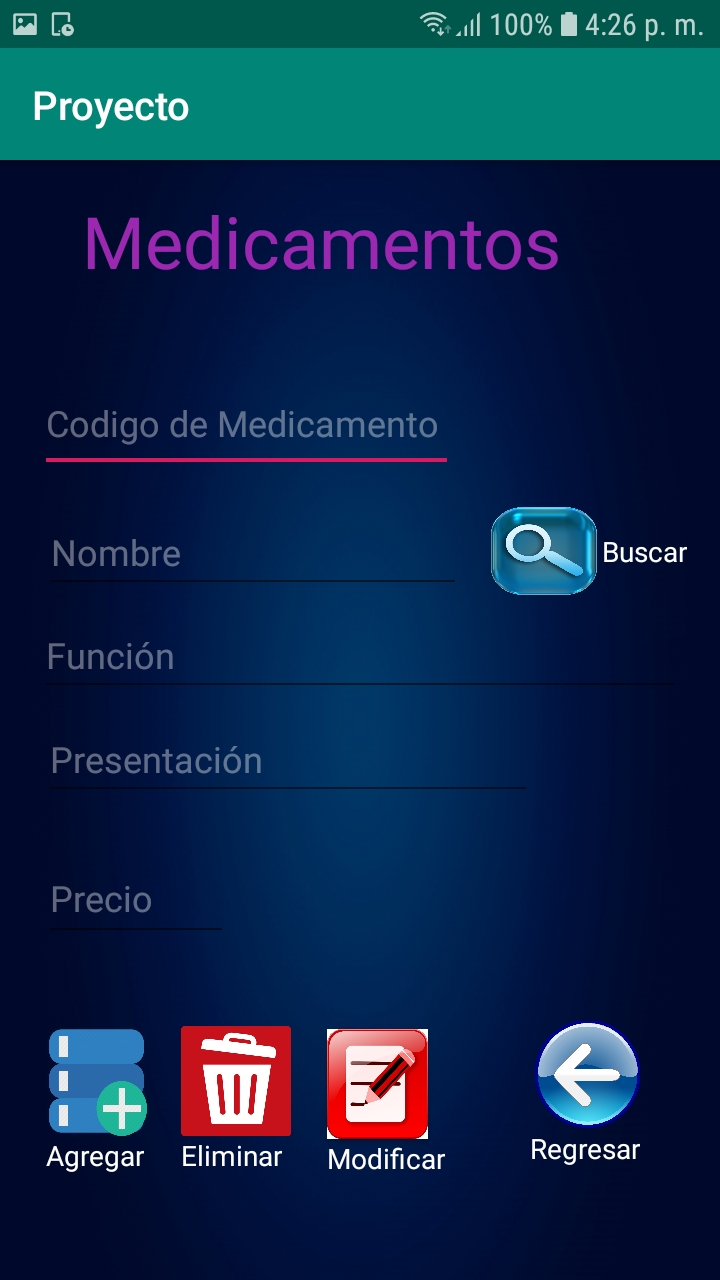 100% 4:26 p. m.
Proyecto
Medicamentos
Codigo de Medicamento
Nombre
Buscar
Función
Presentación
Precio
Agregar
Eliminar
Modificar
Regresar